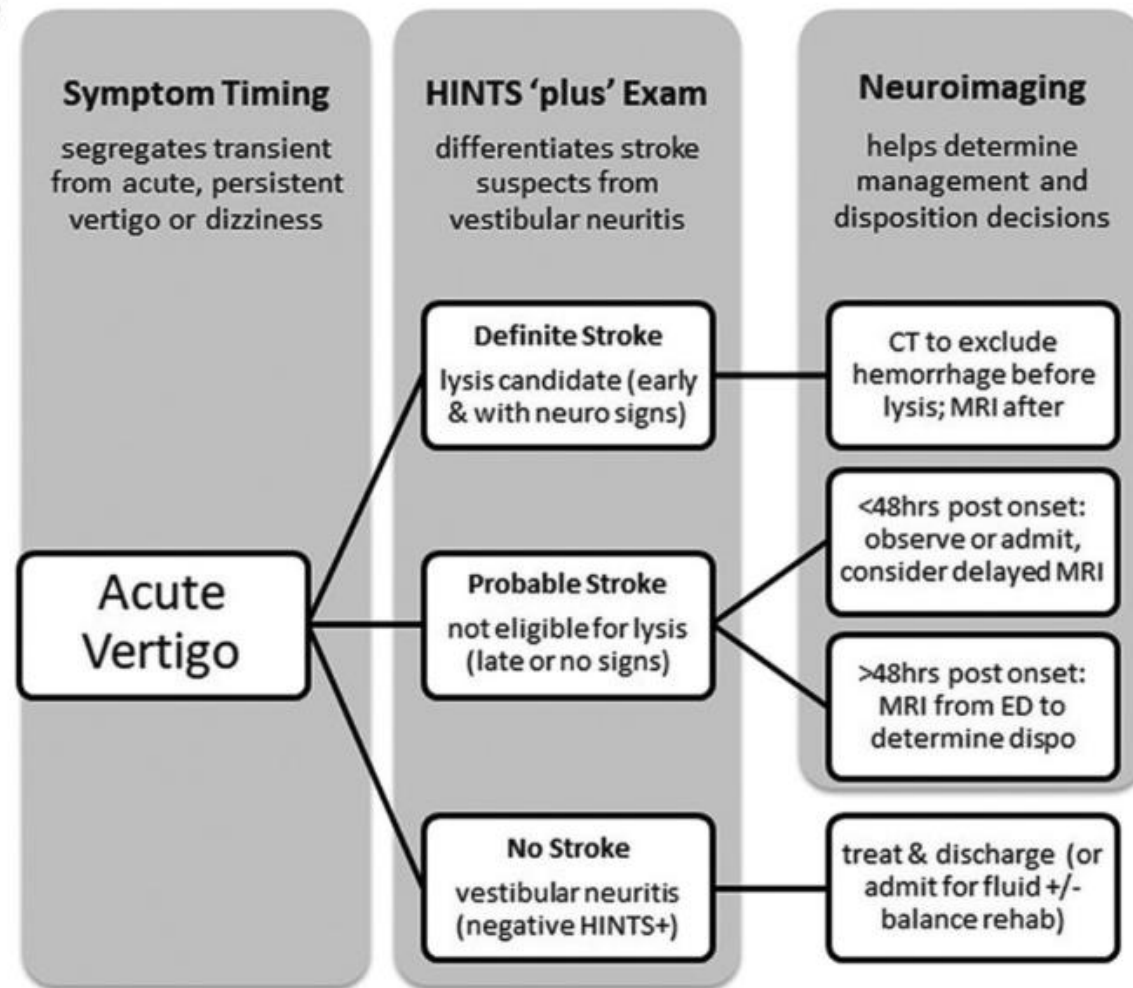 Symptom Timing
segregates transient
from acute, persistent
vertigo or dizziness
HINTS 'plus' Exam
differentiates stroke
suspects from
vestibular neuritis
Neuroimaging
helps determine
management and
disposition decisions
Acute
Vertigo
Definite Stroke
lysis candidate (early
& with neuro signs)
CT to exclude
hemorrhage before
lysis; MRI after
Probable Stroke
not eligible for lysis
(late or no signs)
<48hrs post onset:
observe or admit,
consider delayed MRI
>48hrs post onset:
MRI from ED to
determine dispo
No Stroke
vestibular neuritis
(negative HINTS+)
treat & discharge (or
admit for fluid +/-
balance rehab)